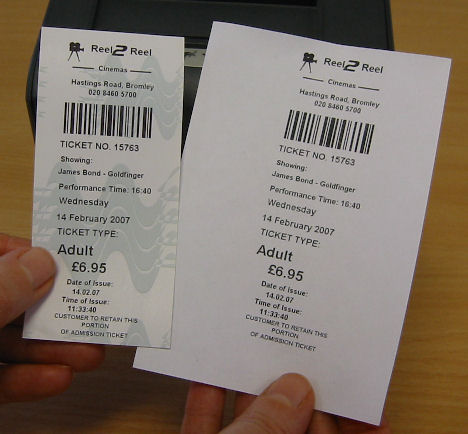 Reel2Reel
Cinemas
Hastings Road, Bromley
020 8460 5700
TICKET NO. 15763
Showing:
James Bond - Goldfinger
Performance Time: 16:40
Wednesday
14 February 2007
TICKET TYPE:
Adult
£6.95
Date of Issue:
14.02.07
Time of Issue:
11:33:40
CUSTOMER TO RETAIN THIS
PORTION
OF ADMISSION TICKET
Reel2Reel
Cinemas
Hastings Road, Bromley
020 8460 5700
TICKET NO. 15763
Showing:
James Bond - Goldfinger
Performance Time: 16:40
Wednesday
14 February 2007
TICKET TYPE:
Adult
£6.95
Date of Issue:
14.02.07
Time of Issue:
11:33:40
CUSTOMER TO RETAIN THIS
PORTION
OF ADMISSION TICKET